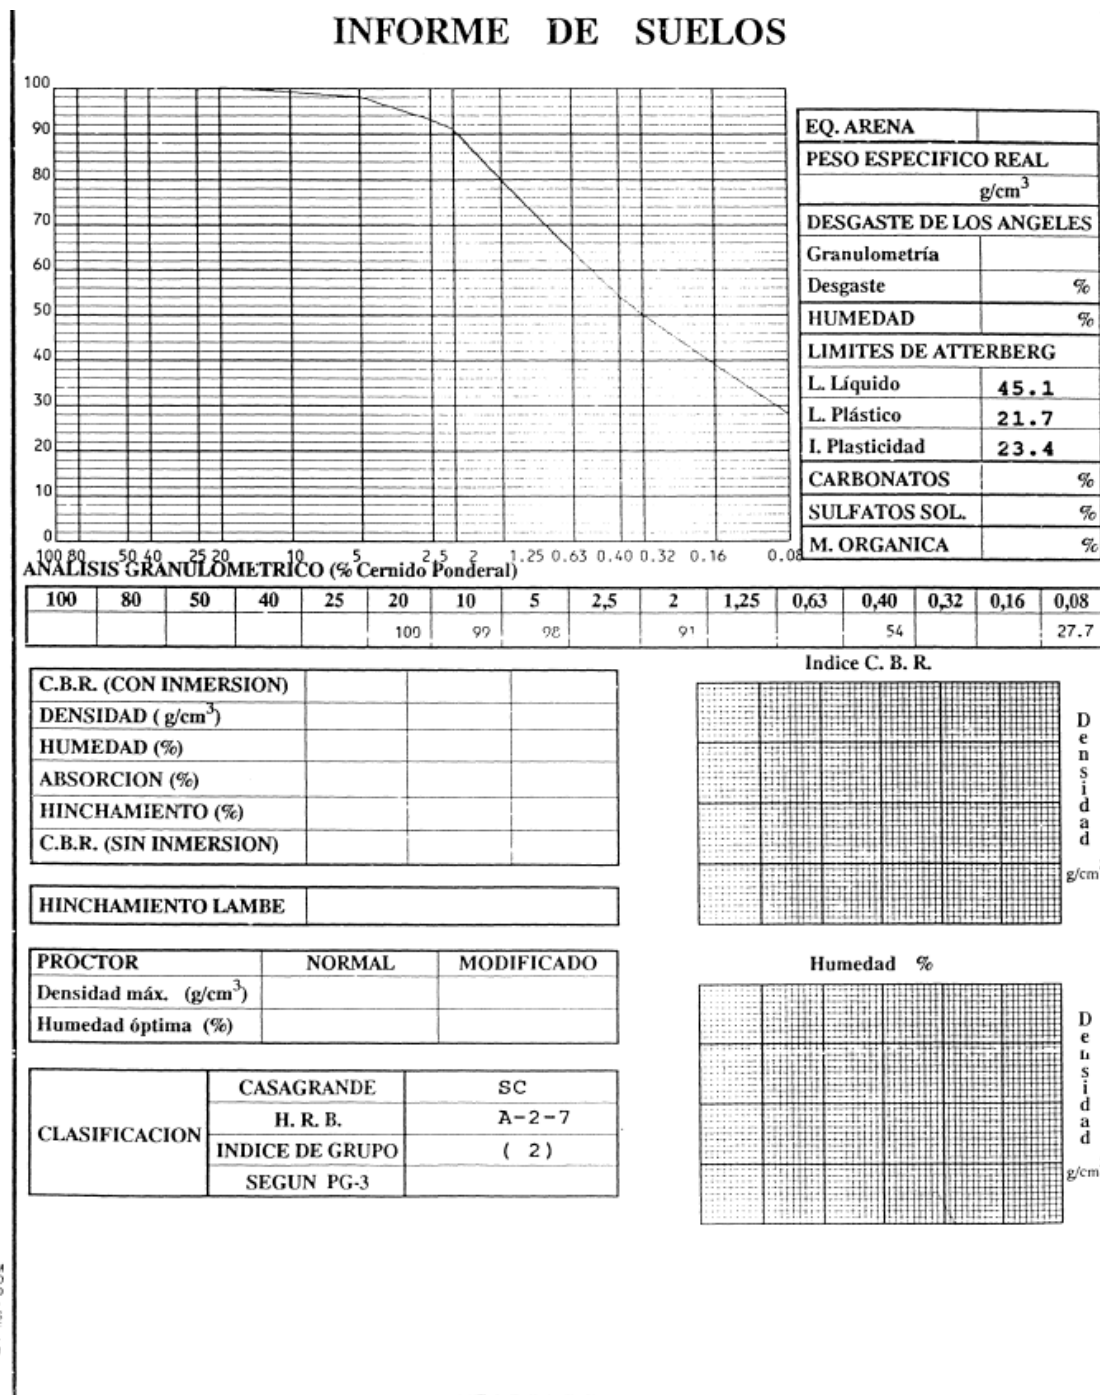 INFORME DE SUELOS
100
90
80
70
60
50
40
30
20
10
0
100 80 50 40 25 20 10 5 2,5 2 1.25 0.63 0.40 0.32 0.16 0.08
EQ. ARENA
PESO ESPECIFICO REAL
g/cm³
DESGASTE DE LOS ANGELES
Granulometría
Desgaste %
HUMEDAD %
LIMITES DE ATTERBERG
L. Líquido 45.1
L. Plástico 21.7
I. Plasticidad 23.4
CARBONATOS %
SULFATOS SOL. %
M. ORGANICA %
ANALISIS GRANULOMETRICO (% Cernido Ponderal)
100 80 50 40 25 20 10 5 2,5 2 1,25 0,63 0,40 0,32 0,16 0,08
100 99 98 91 54 27.7
C.B.R. (CON INMERSION)
DENSIDAD ( g/cm³)
HUMEDAD (%)
ABSORCION (%)
HINCHAMIENTO (%)
C.B.R. (SIN INMERSION)
Indice C. B. R.
Densidad
g/cm
HINCHAMIENTO LAMBE
PROCTOR NORMAL MODIFICADO
Densidad máx. (g/cm³)
Humedad óptima (%)
Humedad %
Densidad
g/cm
CLASIFICACION
CASAGRANDE SC
H. R. B. A-2-7
INDICE DE GRUPO ( 2)
SEGUN PG-3